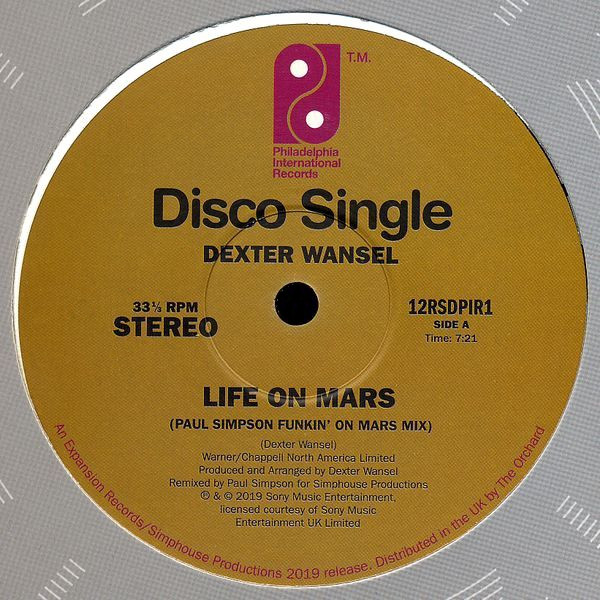 T.M.
Philadelphia
International
Records
Disco Single
DEXTER WANSEL
33⅓ RPM
STEREO
12RSDPIR1
SIDE A
Time: 7:21
LIFE ON MARS
(PAUL SIMPSON FUNKIN' ON MARS MIX)
(Dexter Wansel)
Warner/Chappell North America Limited
Produced and Arranged by Dexter Wansel
Remixed by Paul Simpson for Simphouse Productions
℗ & © 2019 Sony Music Entertainment,
licensed courtesy of Sony Music
Entertainment UK Limited
An Expansion Records/Simphouse Productions 2019 release. Distributed in the UK by The Orchard